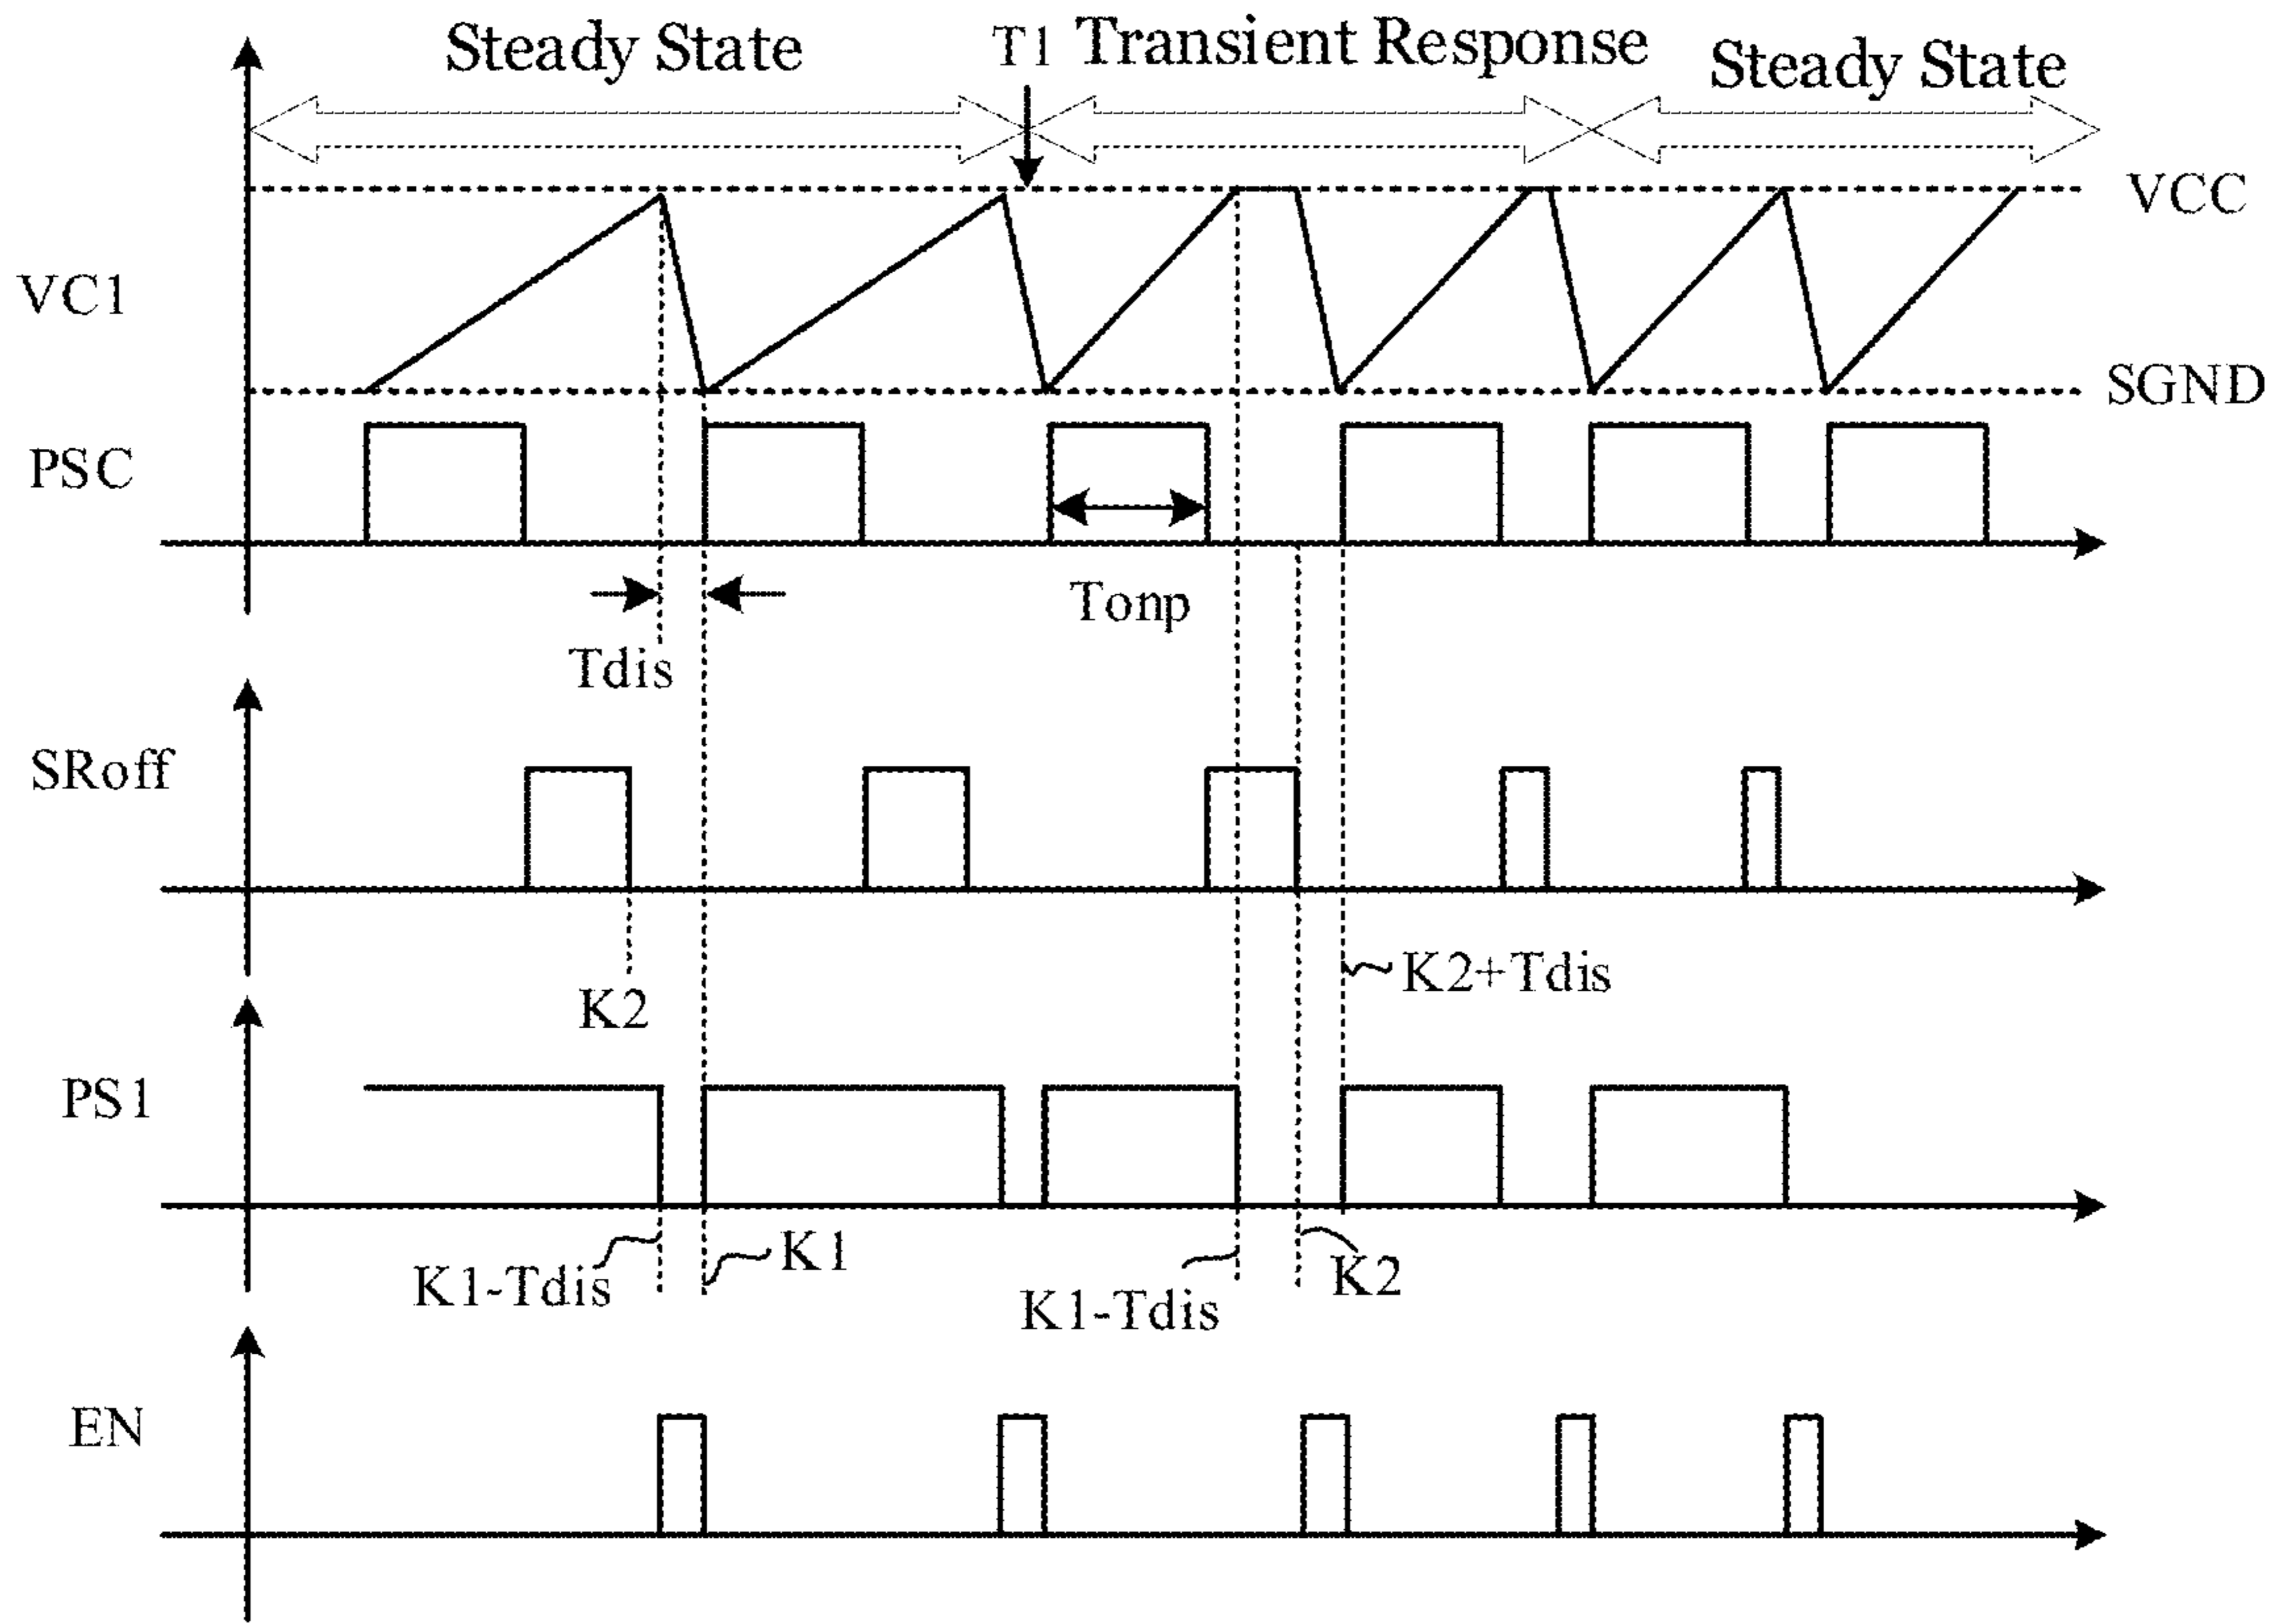 Steady State
T1
Transient Response
Steady State
VCC
VC1
SGND
PSC
Tonp
Tdis
SRoff
K2+Tdis
K2
PS1
K1
K1-Tdis
K2
K1-Tdis
EN